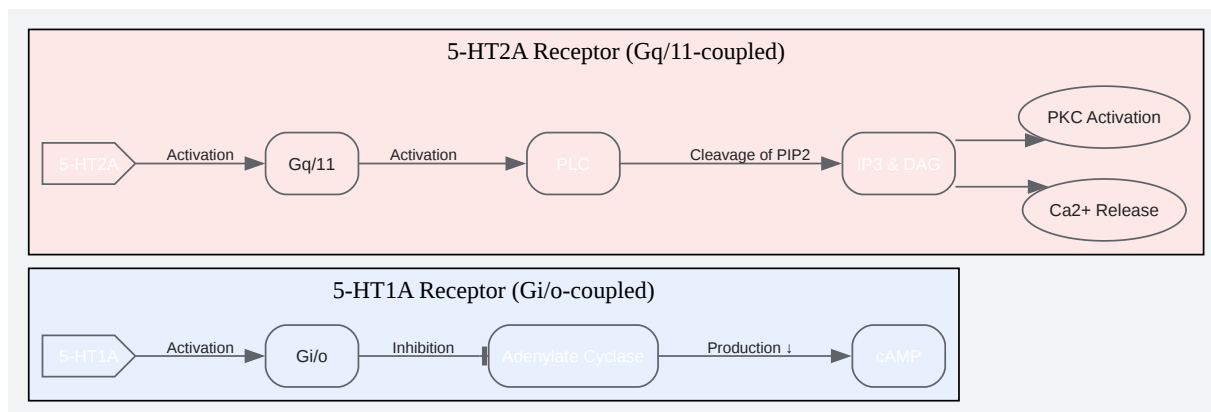 5-HT2A Receptor (Gq/11-coupled)
5-HT2A
Activation
Gq/11
Activation
PLC
Cleavage of PIP2
IP3 & DAG
PKC Activation
Ca2+ Release
5-HT1A Receptor (Gi/o-coupled)
5-HT1A
Activation
Gi/o
Inhibition
Adenylate Cyclase
Production ↓
cAMP